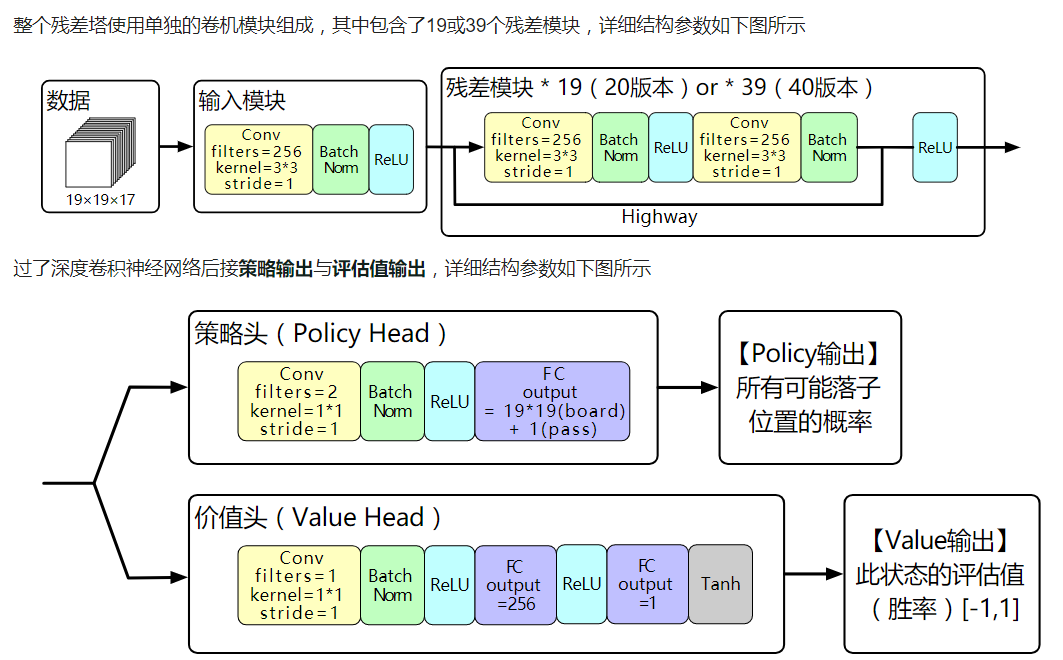 整个残差塔使用单独的卷机模块组成，其中包含了19或39个残差模块，详细结构参数如下图所示
数据
19×19×17
输入模块
Conv
filters=256
kernel=3*3
stride=1
Batch
Norm
ReLU
残差模块 * 19（20版本）or * 39（40版本）
Conv
filters=256
kernel=3*3
stride=1
Batch
Norm
ReLU
Conv
filters=256
kernel=3*3
stride=1
Batch
Norm
ReLU
Highway
过了深度卷积神经网络后接策略输出与评估值输出，详细结构参数如下图所示
策略头（Policy Head）
Conv
filters=2
kernel=1*1
stride=1
Batch
Norm
ReLU
FC
output
= 19*19(board)
+ 1(pass)
【Policy输出】
所有可能落子
位置的概率
价值头（Value Head）
Conv
filters=1
kernel=1*1
stride=1
Batch
Norm
ReLU
FC
output
=256
ReLU
FC
output
=1
Tanh
【Value输出】
此状态的评估值
（胜率）[-1,1]